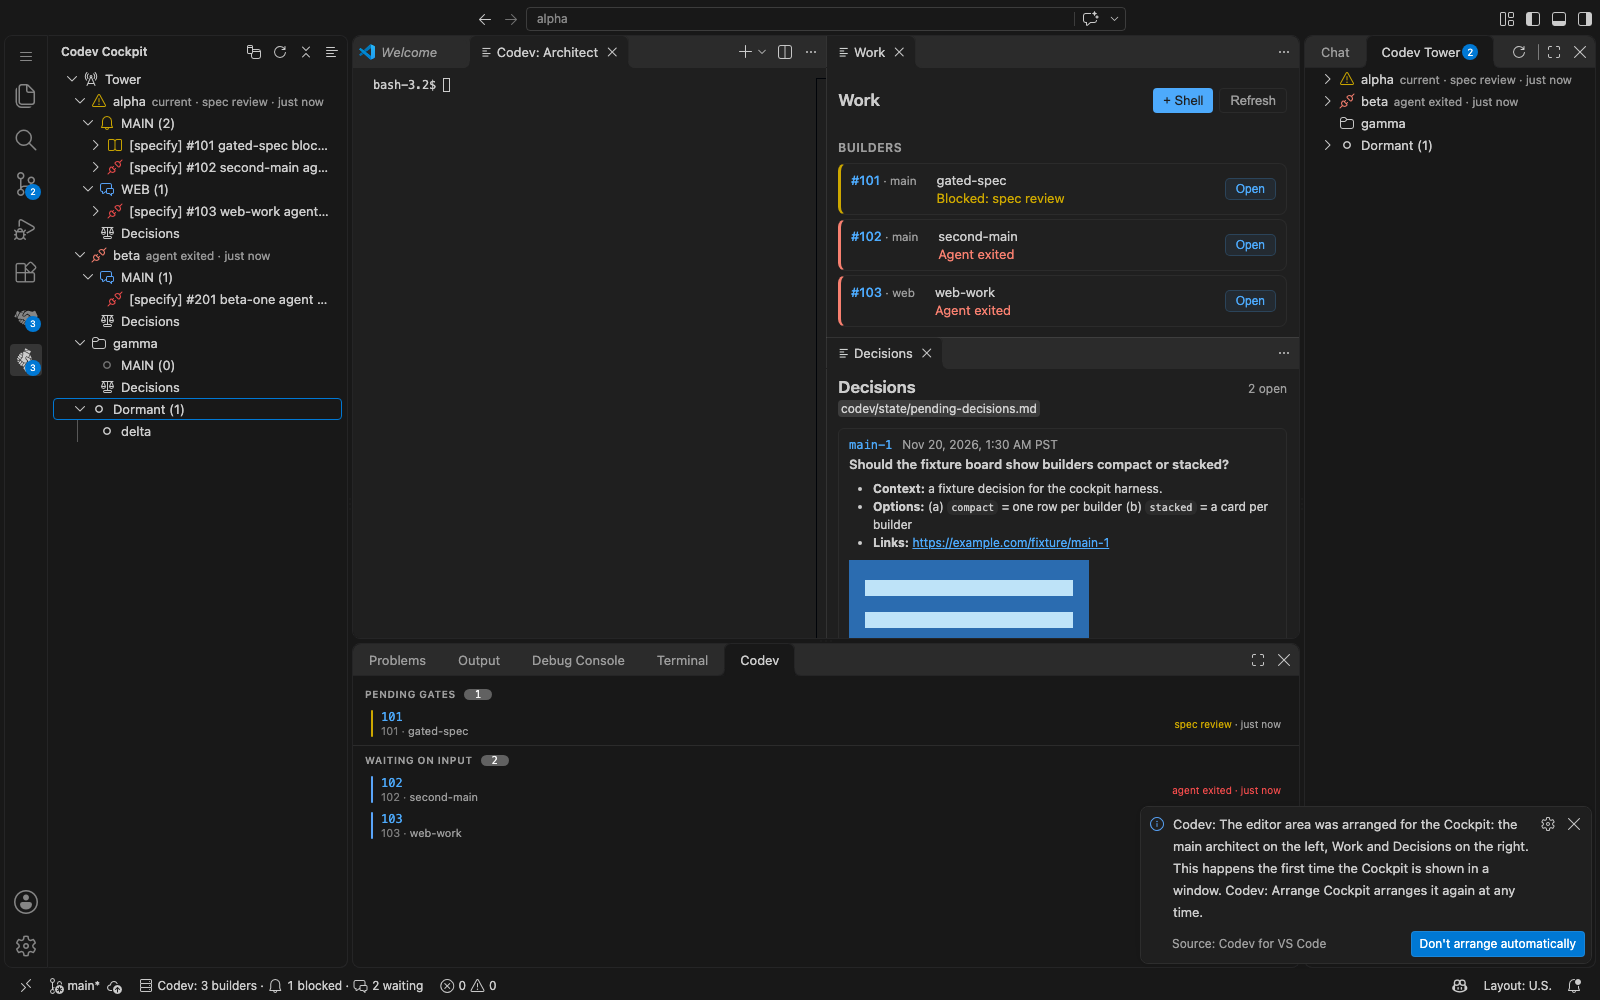 alpha
Codev Cockpit
Tower
alpha current · spec review · just now
MAIN (2)
[specify] #101 gated-spec bloc...
[specify] #102 second-main ag...
WEB (1)
[specify] #103 web-work agent...
Decisions
beta agent exited · just now
MAIN (1)
[specify] #201 beta-one agent ...
Decisions
gamma
MAIN (0)
Decisions
Dormant (1)
delta
2
3
3
Welcome
Codev: Architect
bash-3.2$
Work
Work
+ Shell
Refresh
BUILDERS
#101 · main
gated-spec
Blocked: spec review
Open
#102 · main
second-main
Agent exited
Open
#103 · web
web-work
Agent exited
Open
Decisions
Decisions
2 open
codev/state/pending-decisions.md
main-1 Nov 20, 2026, 1:30 AM PST
Should the fixture board show builders compact or stacked?
• Context: a fixture decision for the cockpit harness.
• Options: (a) compact = one row per builder (b) stacked = a card per
builder
• Links: https://example.com/fixture/main-1
Chat
Codev Tower 2
alpha current · spec review · just now
beta agent exited · just now
gamma
Dormant (1)
Problems
Output
Debug Console
Terminal
Codev
PENDING GATES 1
101
101 · gated-spec
spec review · just now
WAITING ON INPUT 2
102
102 · second-main
agent exited · just now
103
103 · web-work
Codev: The editor area was arranged for the Cockpit: the
main architect on the left, Work and Decisions on the right.
This happens the first time the Cockpit is shown in a
window. Codev: Arrange Cockpit arranges it again at any
time.
Source: Codev for VS Code
Don't arrange automatically
main*
Codev: 3 builders · 1 blocked · 2 waiting
0 0
Layout: U.S.